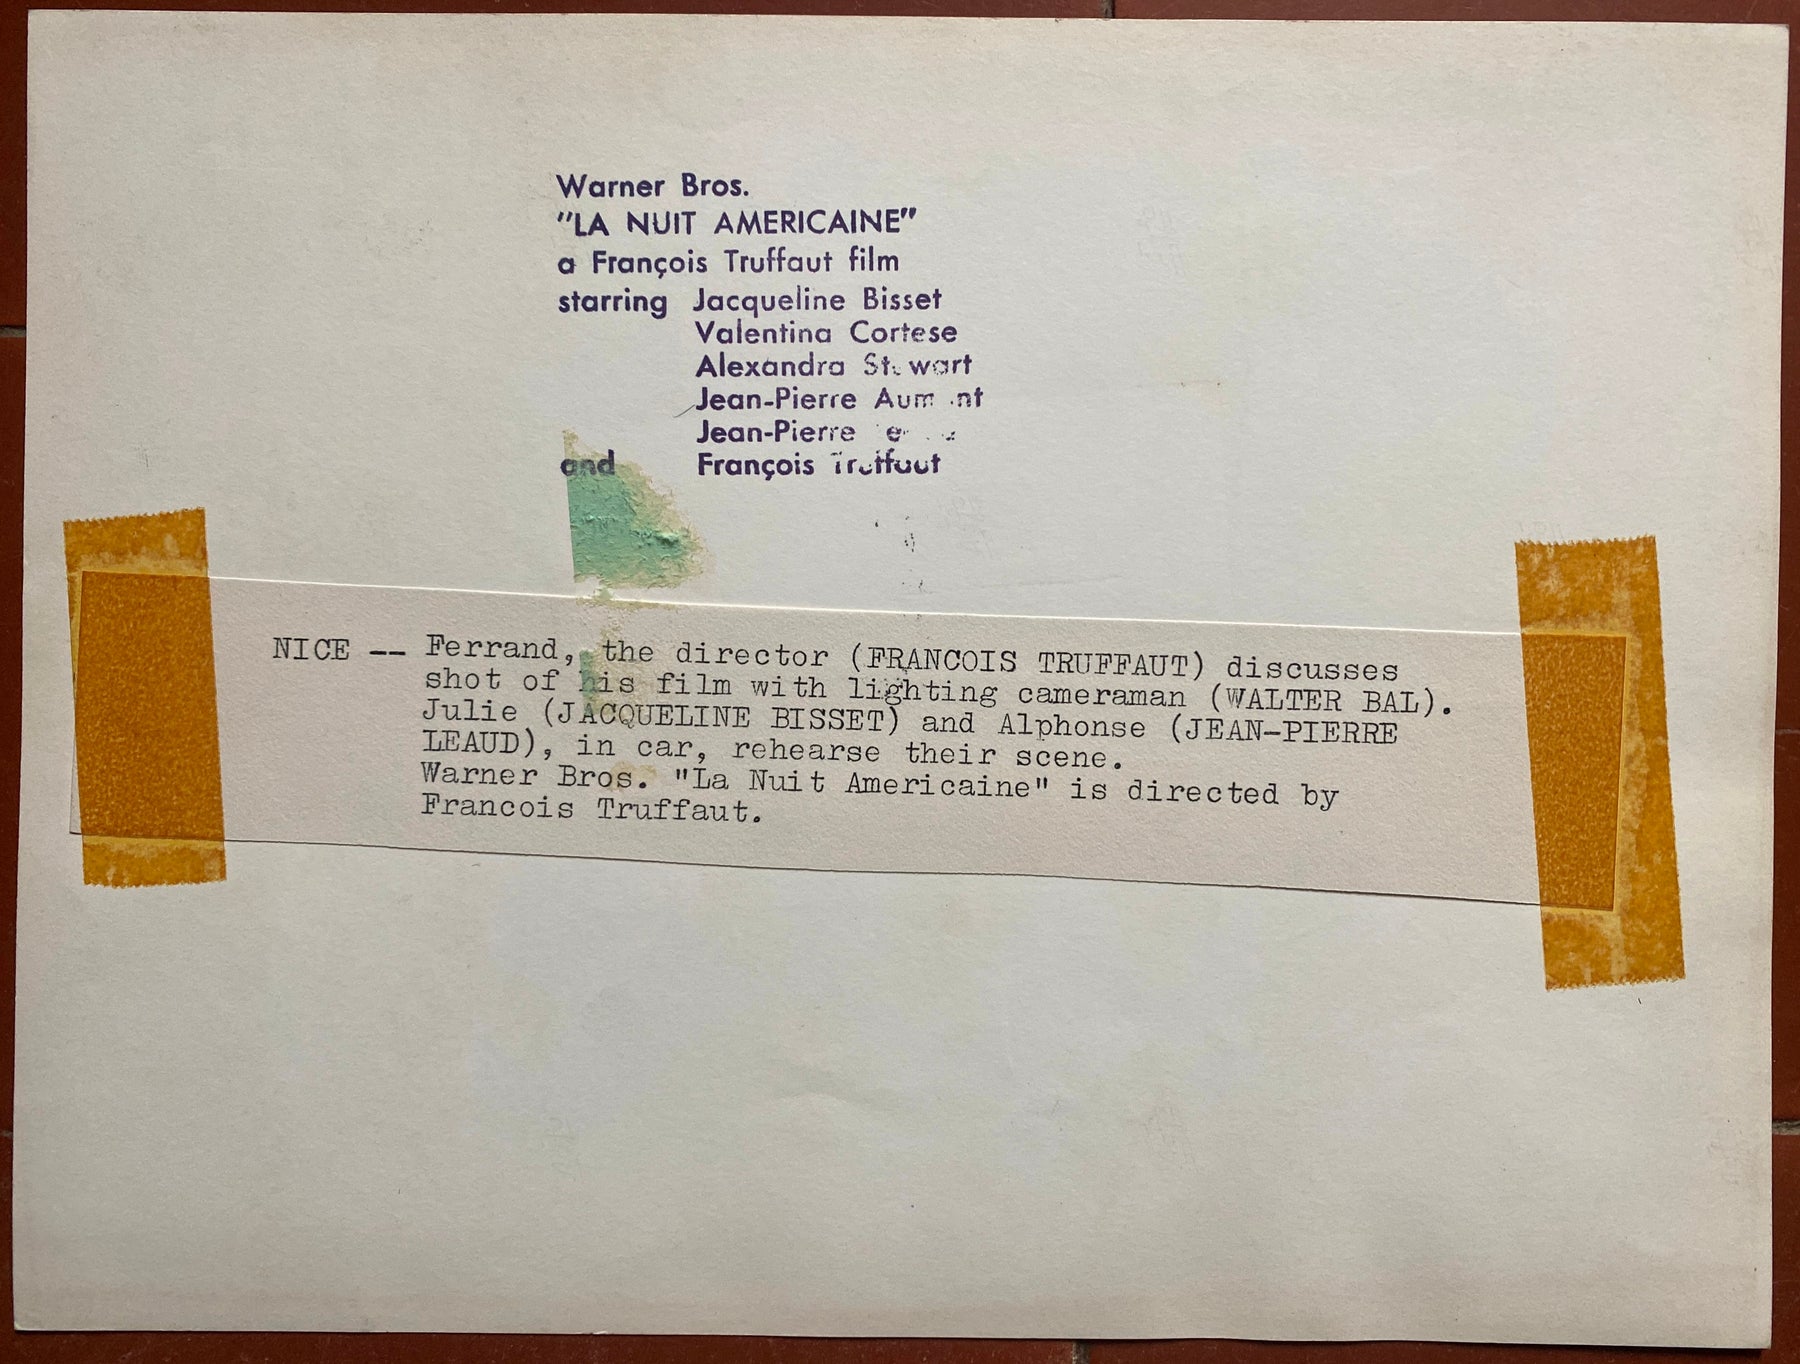 Warner Bros.
"LA NUIT AMERICAINE"
a François Truffaut film
starring Jacqueline Bisset
Valentina Cortese
Alexandra Stewart
Jean-Pierre Aumont
Jean-Pierre
and François Truffaut
NICE -- Ferrand, the director (FRANCOIS TRUFFAUT) discusses
shot of his film with lighting cameraman (WALTER BAL).
Julie (JACQUELINE BISSET) and Alphonse (JEAN-PIERRE
LEAUD), in car, rehearse their scene.
Warner Bros. "La Nuit Americaine" is directed by
Francois Truffaut.